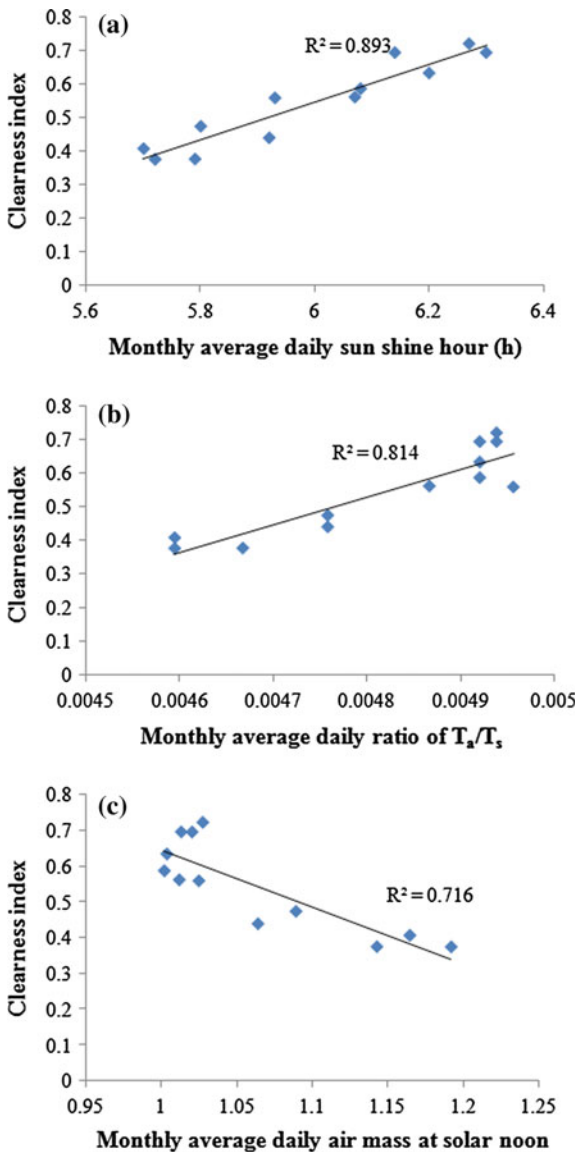 (a)
R² = 0.893
Clearness index
0.8
0.7
0.6
0.5
0.4
0.3
0.2
0.1
0
5.6 5.8 6 6.2 6.4
Monthly average daily sun shine hour (h)
(b)
R² = 0.814
Clearness index
0.8
0.7
0.6
0.5
0.4
0.3
0.2
0.1
0
0.0045 0.0046 0.0047 0.0048 0.0049 0.005
Monthly average daily ratio of Tₐ/Tₛ
(c)
R² = 0.716
Clearness index
0.8
0.7
0.6
0.5
0.4
0.3
0.2
0.1
0
0.95 1 1.05 1.1 1.15 1.2 1.25
Monthly average daily air mass at solar noon